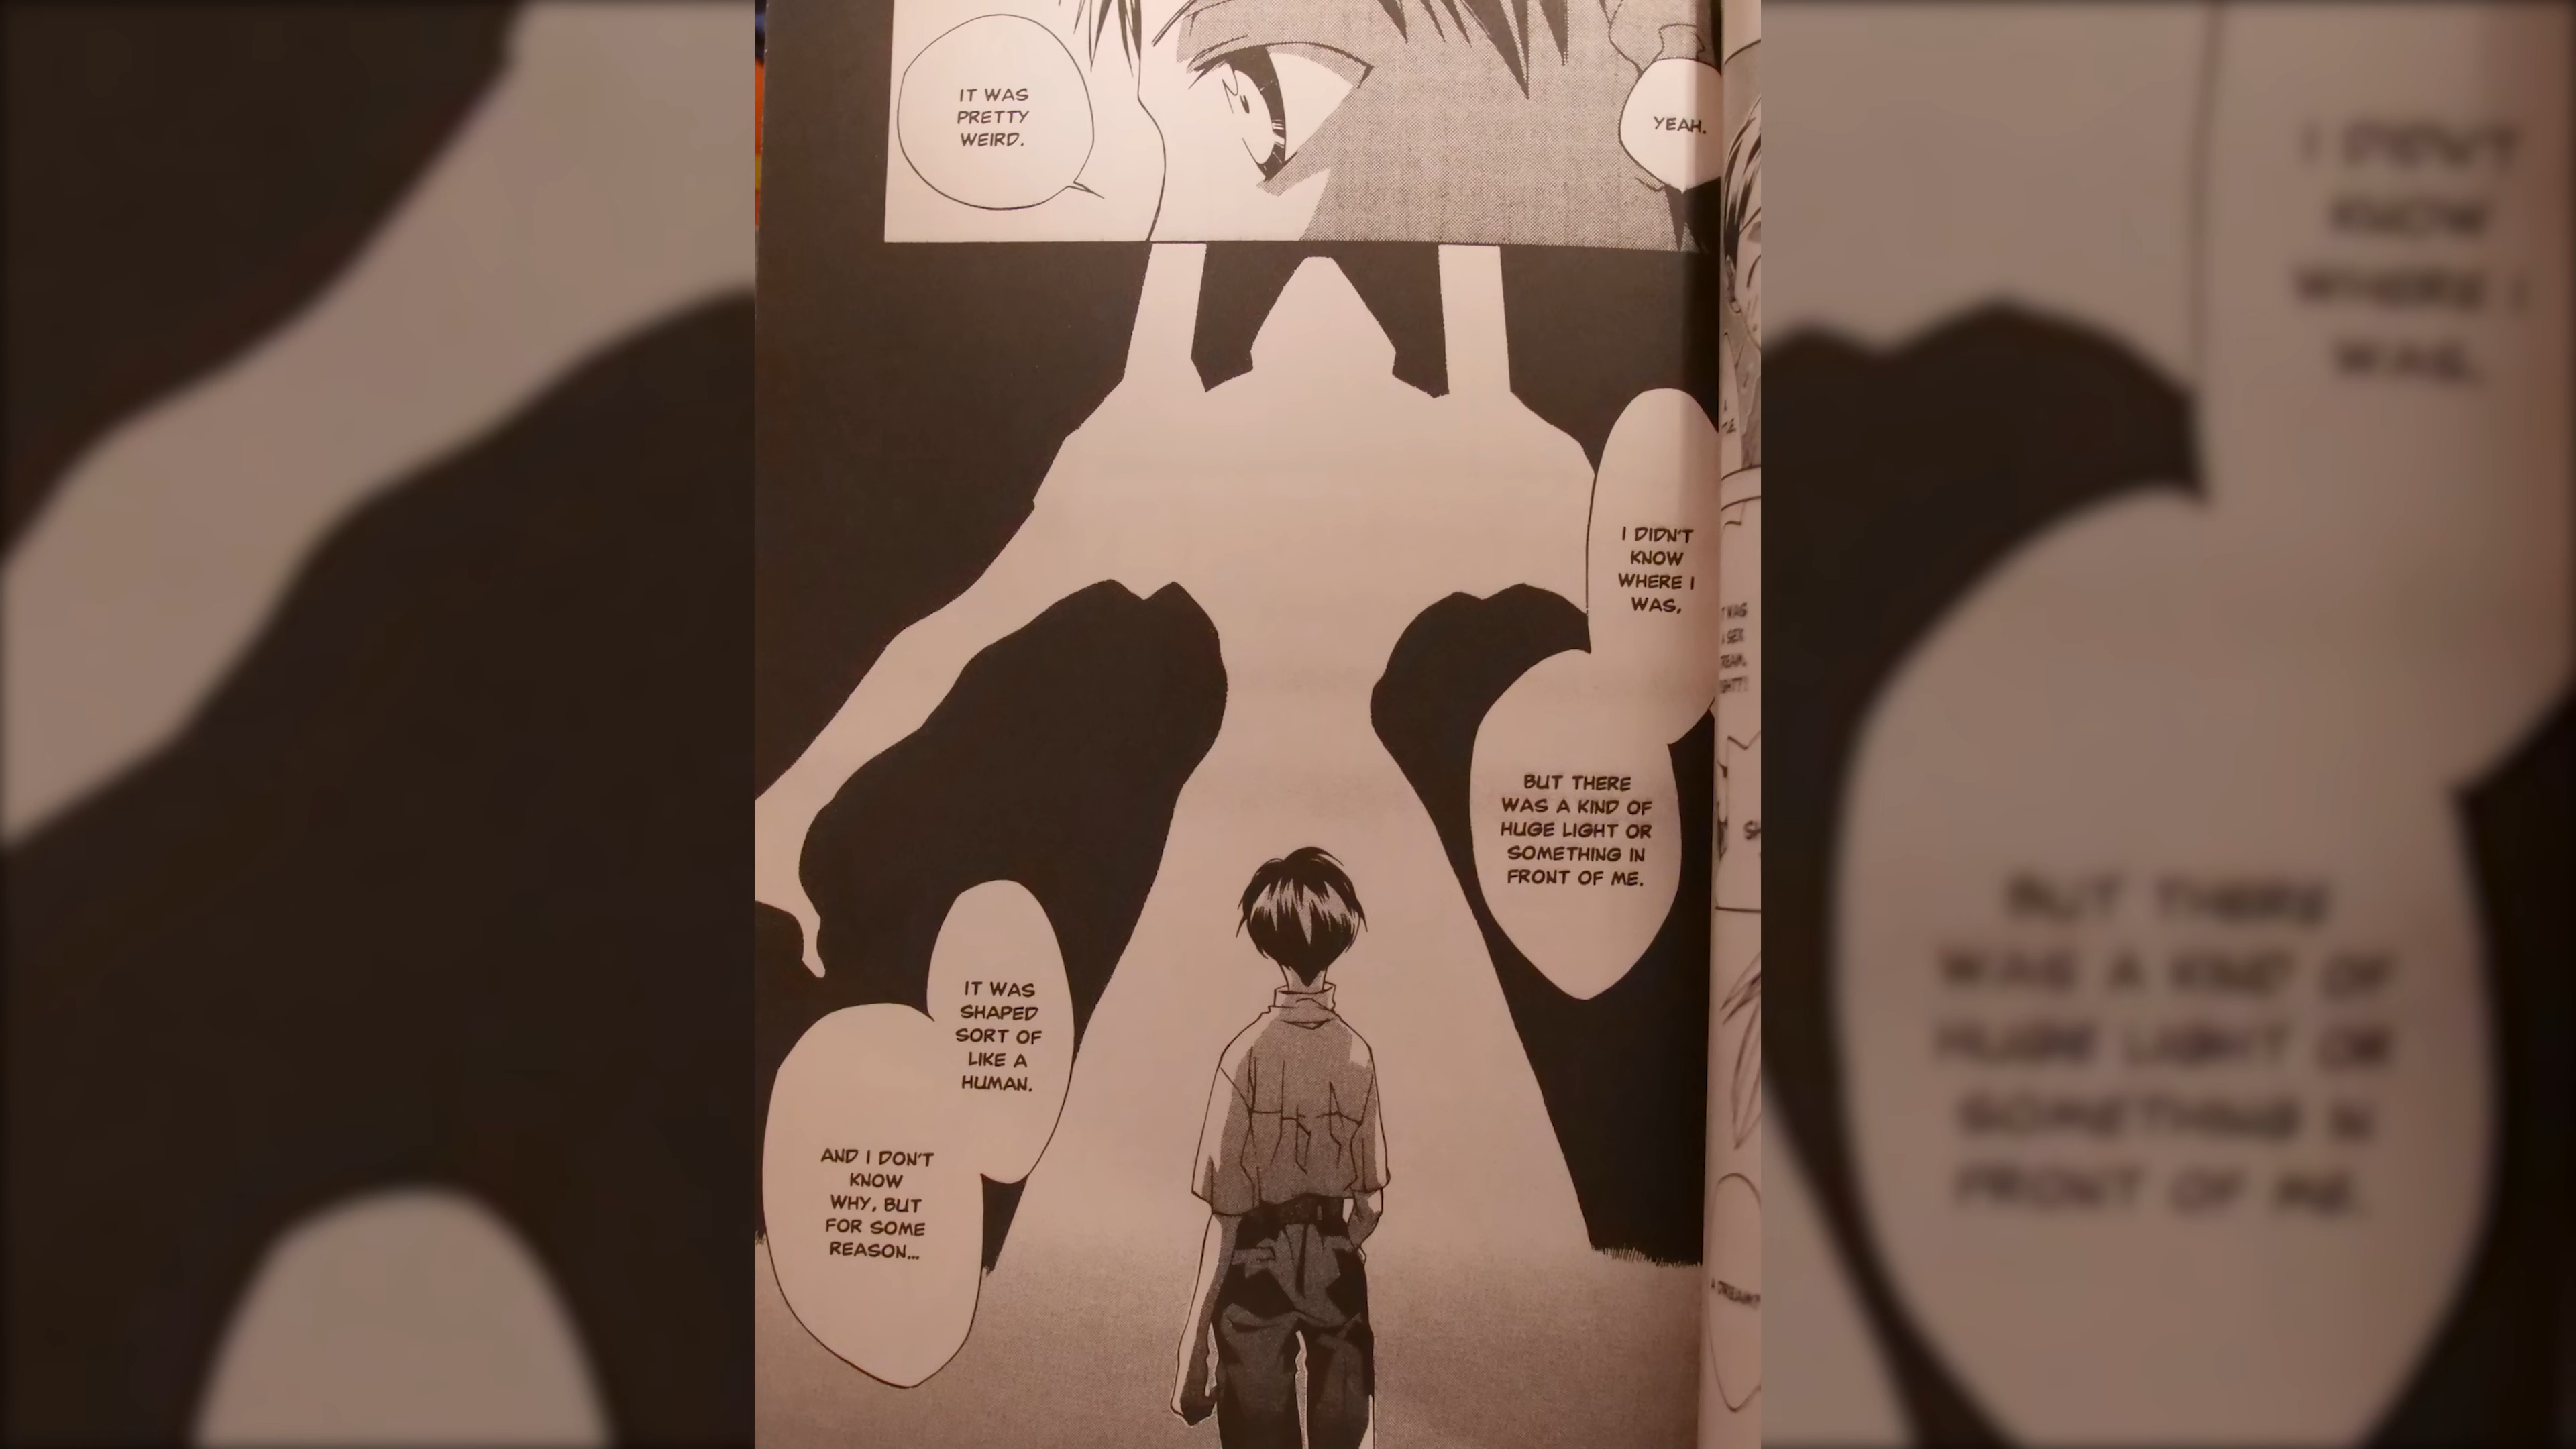 YEAH.
IT WAS
PRETTY
WEIRD.
I DIDN'T
KNOW
WHERE I
WAS,
BUT THERE
WAS A KIND OF
HUGE LIGHT OR
SOMETHING IN
FRONT OF ME.
IT WAS
SHAPED
SORT OF
LIKE A
HUMAN.
AND I DON'T
KNOW
WHY, BUT
FOR SOME
REASON...
A DREAM?